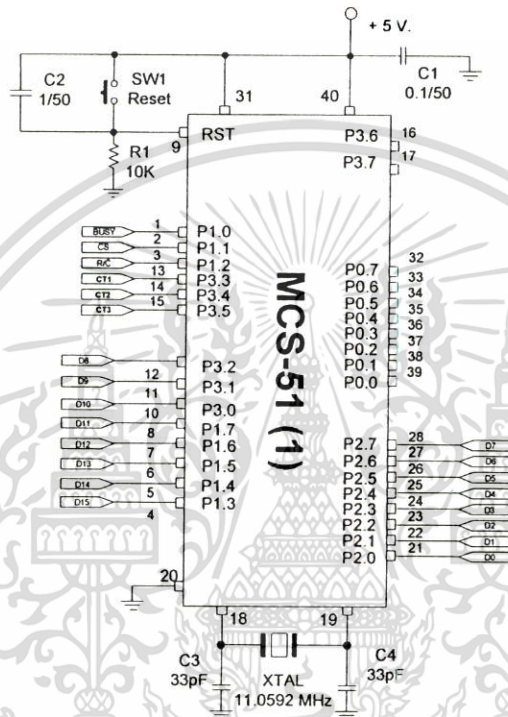 + 5 V.
C2
1/50
SW1
Reset
C1
0.1/50
31
40
9
RST
R1
10K
P3.6
16
P3.7
17
BUSY
1
P1.0
CS
2
P1.1
R/C
3
P1.2
CT1
13
P3.3
CT2
14
P3.4
CT3
15
P3.5
MCS-51 (1)
P0.7
32
P0.6
33
P0.5
34
P0.4
35
P0.3
36
P0.2
37
P0.1
38
P0.0
39
D8
P3.2
D9
12
P3.1
D10
11
P3.0
D11
10
P1.7
D12
8
P1.6
D13
7
P1.5
D14
6
P1.4
D15
5
P1.3
4
P2.7
28
D7
P2.6
27
D6
P2.5
26
D5
P2.4
25
D4
P2.3
24
D3
P2.2
23
D2
P2.1
22
D1
P2.0
21
D0
20
18
19
C3
33pF
XTAL
11.0592 MHz
C4
33pF